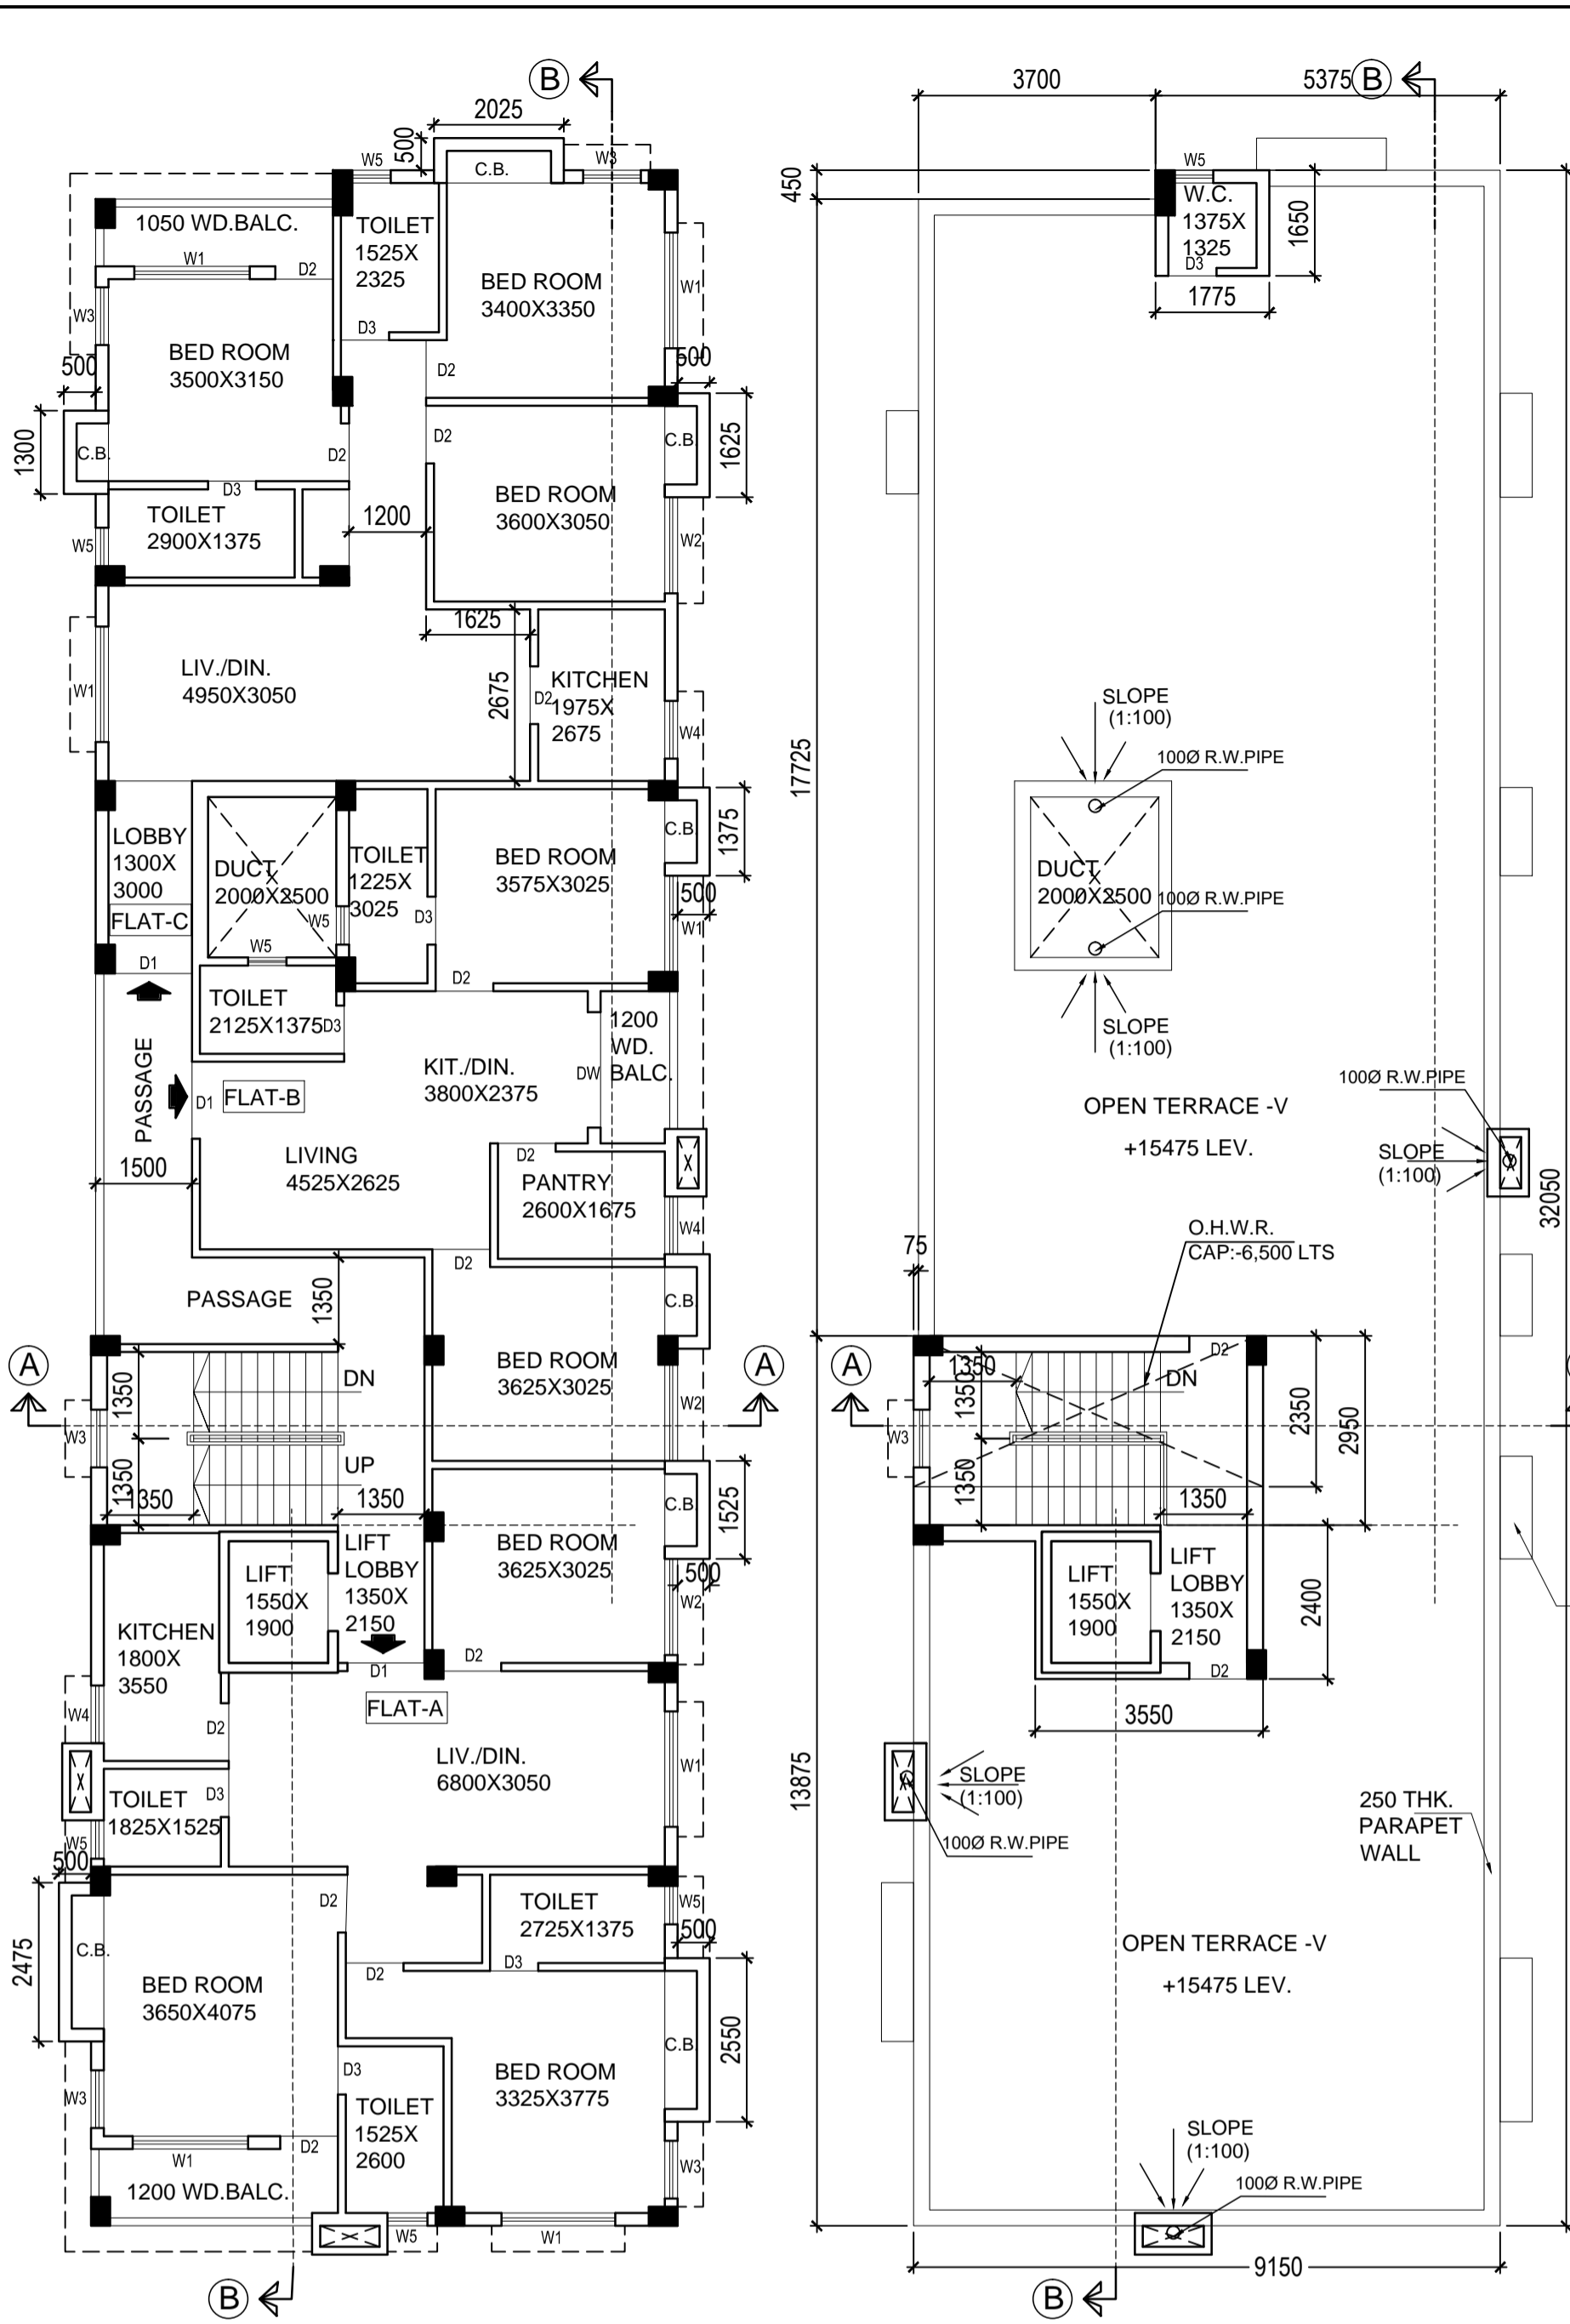 B
2025
500
W5
C.B.
W3
1050 WD.BALC.
TOILET
1525X
2325
W1
D2
BED ROOM
3400X3350
W1
W3
D3
BED ROOM
3500X3150
500
D2
500
1300
C.B.
D2
D2
C.B.
1625
D3
BED ROOM
3600X3050
TOILET
2900X1375
1200
W5
W2
1625
LIV./DIN.
4950X3050
W1
2675
KITCHEN
D2
1975X
2675
W4
LOBBY
1300X
3000
FLAT-C
D1
DUCT
2000X2500
W5
W5
TOILET
1225X
3025
D3
BED ROOM
3575X3025
C.B.
1375
500
W1
D2
TOILET
2125X1375
D3
PASSAGE
1200
WD.
BALC.
KIT./DIN.
3800X2375
DW
D1
FLAT-B
1500
LIVING
4525X2625
D2
PANTRY
2600X1675
W4
D2
PASSAGE
1350
C.B.
A
A
BED ROOM
3625X3025
DN
1350
W3
W2
UP
1350
1350
1350
C.B.
1525
LIFT
1550X
1900
LIFT
LOBBY
1350X
2150
BED ROOM
3625X3025
500
W2
KITCHEN
1800X
3550
D1
D2
FLAT-A
W4
D2
LIV./DIN.
6800X3050
W1
TOILET
1825X1525
D3
W5
500
D2
TOILET
2725X1375
W5
500
2475
C.B.
D2
D3
BED ROOM
3650X4075
C.B.
2550
D3
BED ROOM
3325X3775
W3
TOILET
1525X
2600
D2
W1
W3
1200 WD.BALC.
W5
W1
B
3700
5375
B
450
W5
W.C.
1375X
1325
D3
1650
1775
17725
SLOPE
(1:100)
100Ø R.W.PIPE
DUCT
2000X2500
100Ø R.W.PIPE
SLOPE
(1:100)
OPEN TERRACE -V
+15475 LEV.
100Ø R.W.PIPE
SLOPE
(1:100)
32050
O.H.W.R.
CAP:-6,500 LTS
75
A
D2
1350
1350
DN
2350
2950
W3
1350
1350
LIFT
1550X
1900
LIFT
LOBBY
1350X
2150
2400
D2
3550
13875
SLOPE
(1:100)
100Ø R.W.PIPE
250 THK.
PARAPET
WALL
OPEN TERRACE -V
+15475 LEV.
SLOPE
(1:100)
100Ø R.W.PIPE
9150
B